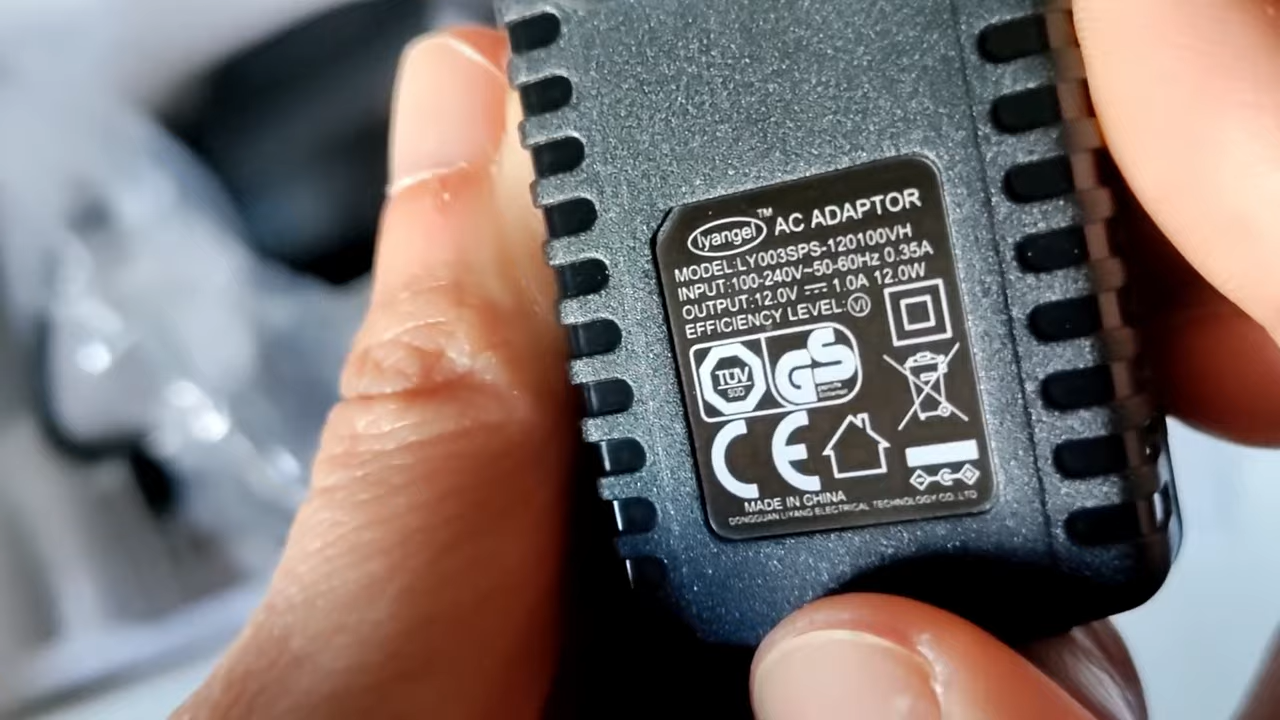 lyangel™ AC ADAPTOR
MODEL:LY003SPS-120100VH
INPUT:100-240V~50-60Hz 0.35A
OUTPUT:12.0V ⎓ 1.0A 12.0W
EFFICIENCY LEVEL:Ⓥ︎I
TÜV
SÜD
GS
CE
MADE IN CHINA
DONGGUAN LIYANG ELECTRICAL TECHNOLOGY CO. LTD